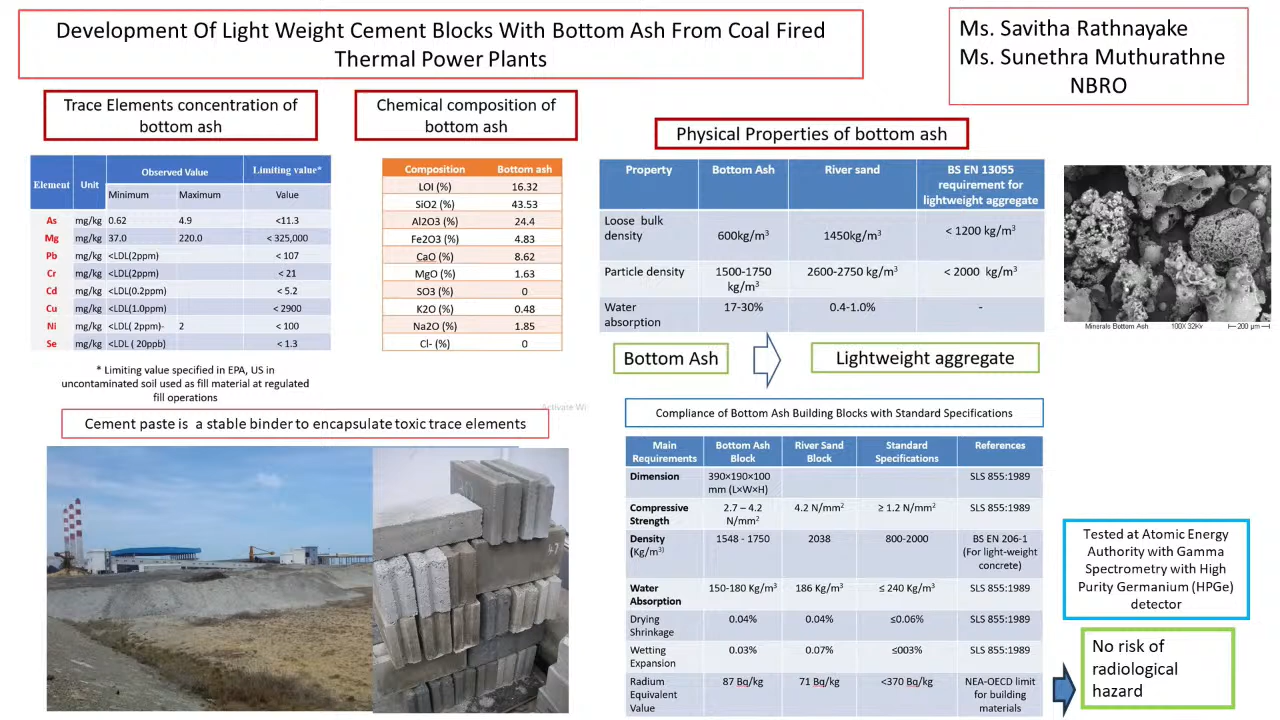 Development Of Light Weight Cement Blocks With Bottom Ash From Coal Fired
Thermal Power Plants
Ms. Savitha Rathnayake
Ms. Sunethra Muthurathne
NBRO
Trace Elements concentration of
bottom ash
Element Unit Observed Value Limiting value*
Minimum Maximum Value
As mg/kg 0.62 4.9 <11.3
Mg mg/kg 37.0 220.0 < 325,000
Pb mg/kg <LDL(2ppm) < 107
Cr mg/kg <LDL(2ppm) < 21
Cd mg/kg <LDL(0.2ppm) < 5.2
Cu mg/kg <LDL(1.0ppm) < 2900
Ni mg/kg <LDL( 2ppm)- 2 < 100
Se mg/kg <LDL ( 20ppb) < 1.3
* Limiting value specified in EPA, US in
uncontaminated soil used as fill material at regulated
fill operations
Chemical composition of
bottom ash
Composition Bottom ash
LOI (%) 16.32
SiO2 (%) 43.53
Al2O3 (%) 24.4
Fe2O3 (%) 4.83
CaO (%) 8.62
MgO (%) 1.63
SO3 (%) 0
K2O (%) 0.48
Na2O (%) 1.85
Cl- (%) 0
Physical Properties of bottom ash
Property Bottom Ash River sand BS EN 13055
requirement for
lightweight aggregate
Loose bulk
density 600kg/m³ 1450kg/m³ < 1200 kg/m³
Particle density 1500-1750 2600-2750 kg/m³ < 2000 kg/m³
kg/m³
Water 17-30% 0.4-1.0% -
absorption
Minerals Bottom Ash 100X 32Kv 200 µm
Bottom Ash
Lightweight aggregate
Activate Wi
Cement paste is a stable binder to encapsulate toxic trace elements
47
Compliance of Bottom Ash Building Blocks with Standard Specifications
Main Bottom Ash River Sand Standard References
Requirements Block Block Specifications
Dimension 390×190×100 SLS 855:1989
mm (L×W×H)
Compressive 2.7 – 4.2 4.2 N/mm² ≥ 1.2 N/mm² SLS 855:1989
Strength N/mm²
Density 1548 - 1750 2038 800-2000 BS EN 206-1
(Kg/m³) (For light-weight
concrete)
Water 150-180 Kg/m³ 186 Kg/m³ ≤ 240 Kg/m³ SLS 855:1989
Absorption
Drying 0.04% 0.04% ≤0.06% SLS 855:1989
Shrinkage
Wetting 0.03% 0.07% ≤003% SLS 855:1989
Expansion
Radium 87 Bq/kg 71 Bq/kg <370 Bq/kg NEA-OECD limit
Equivalent for building
Value materials
Tested at Atomic Energy
Authority with Gamma
Spectrometry with High
Purity Germanium (HPGe)
detector
No risk of
radiological
hazard